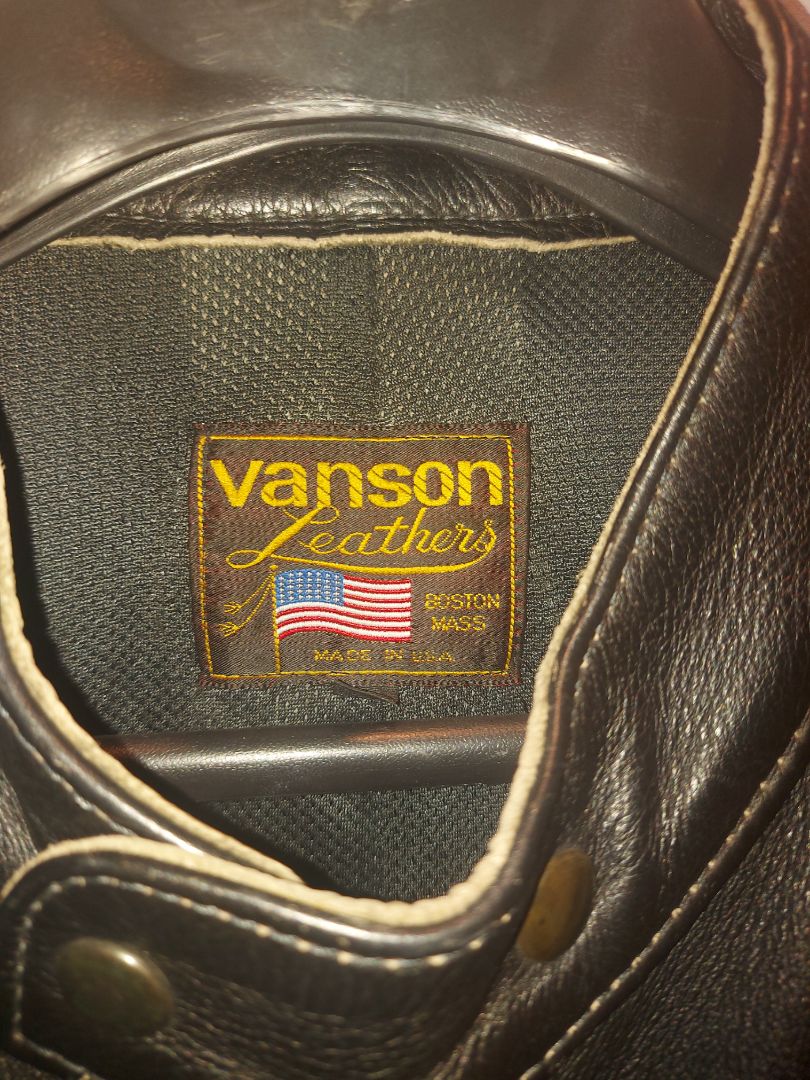 vanson
Leathers
BOSTON
MASS
MADE IN U.S.A.